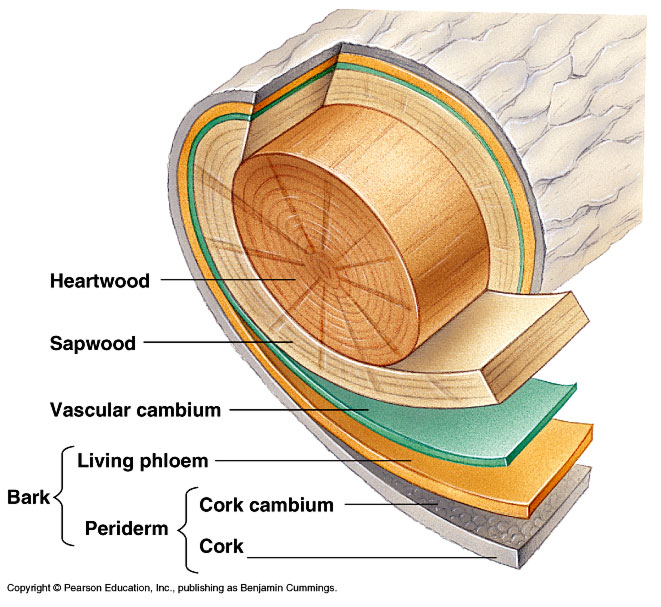 Heartwood
Sapwood
Vascular cambium
Living phloem
Bark
Cork cambium
Periderm
Cork
Copyright © Pearson Education, Inc., publishing as Benjamin Cummings.